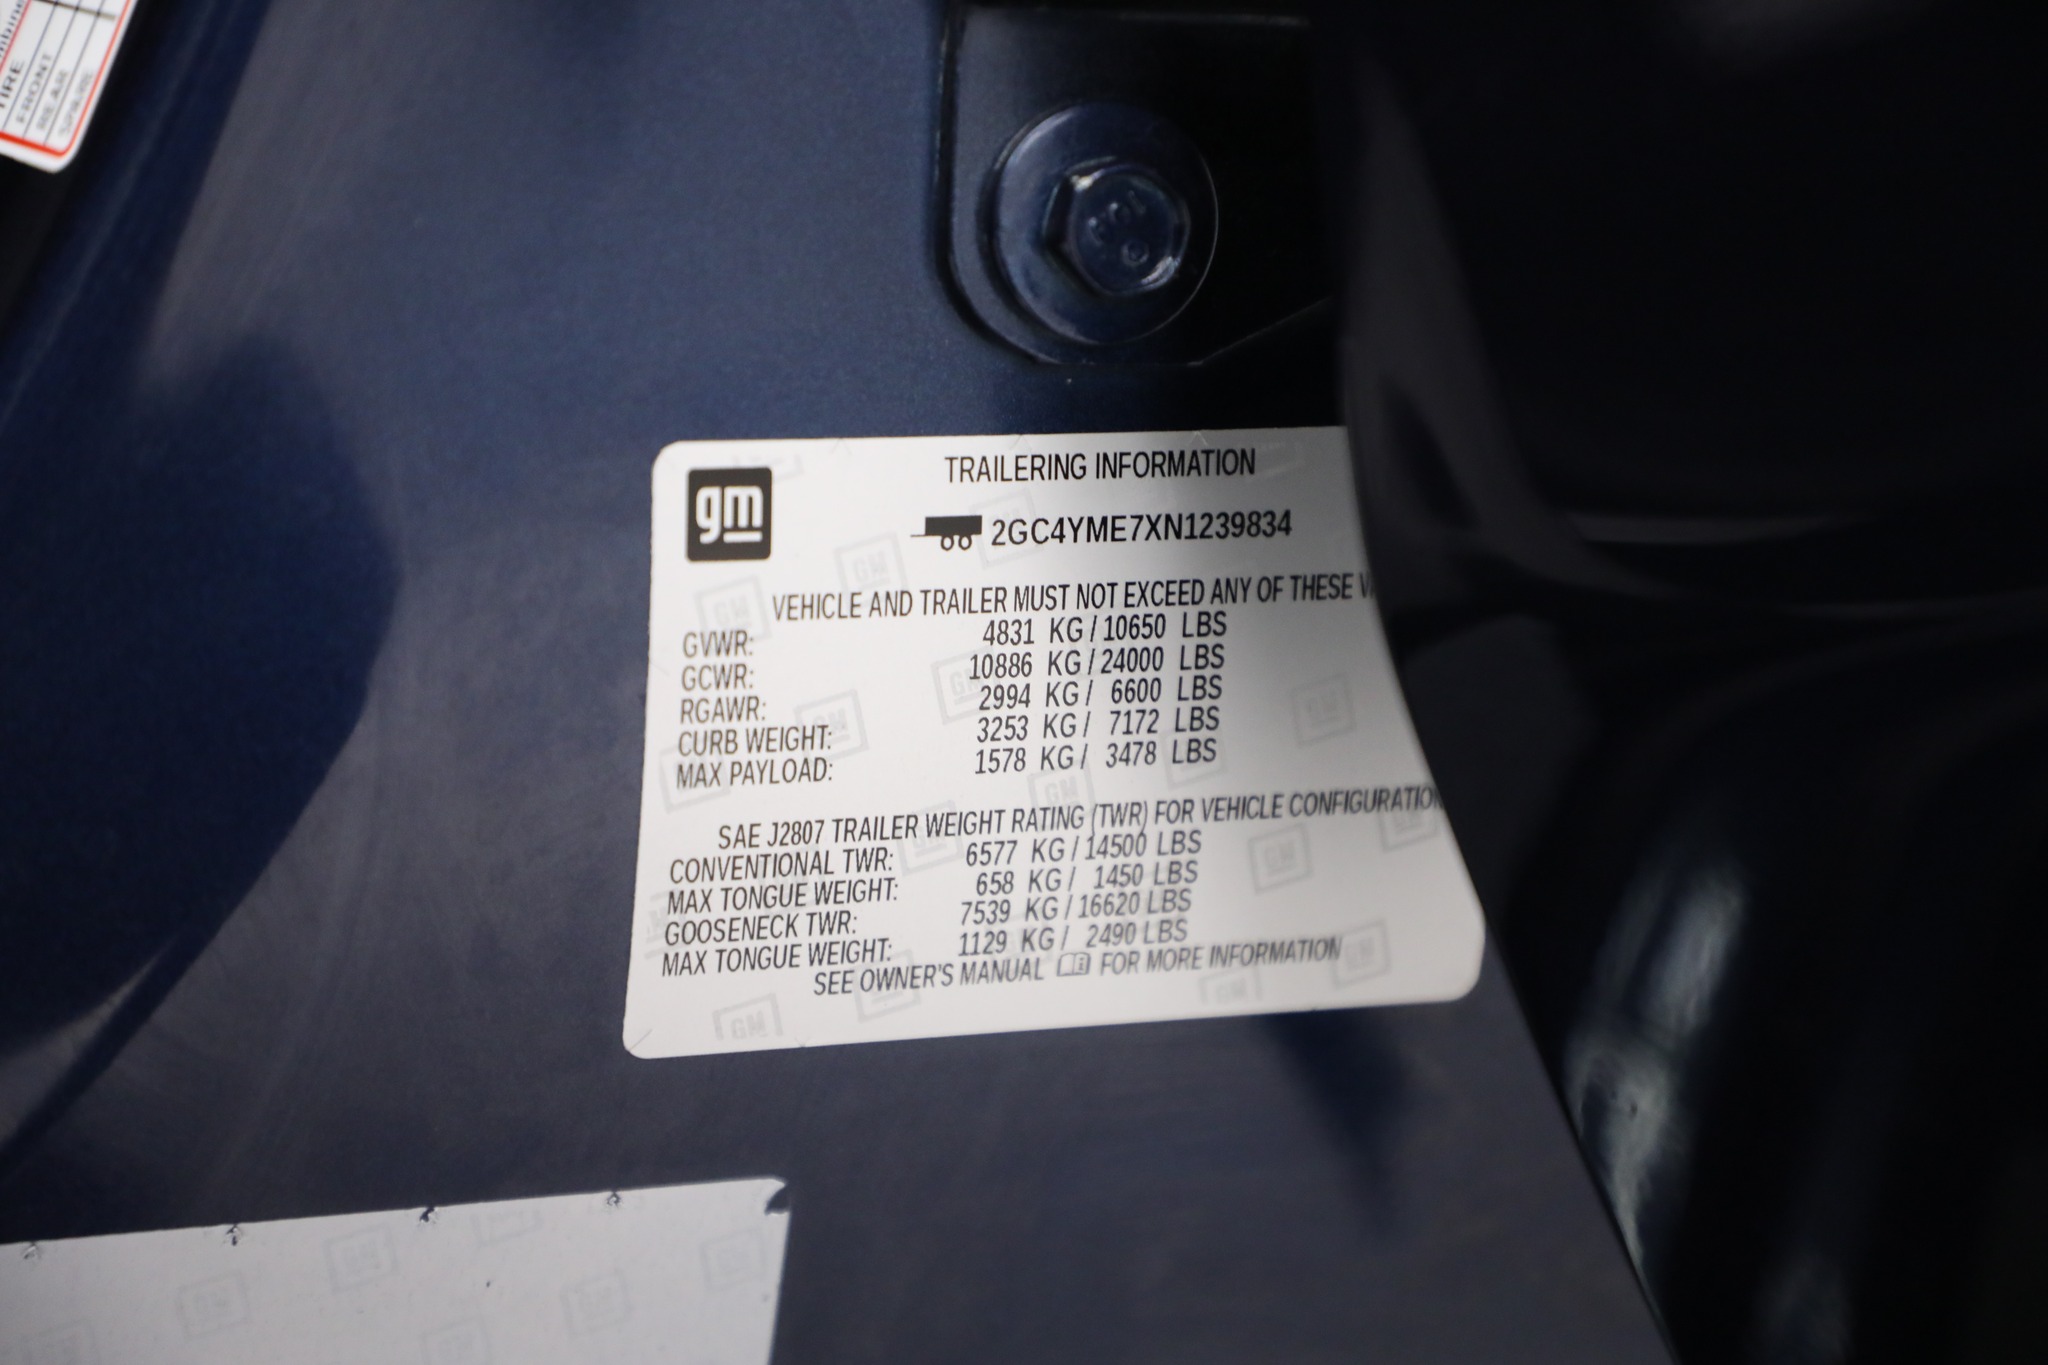 TIRE
FRONT
REAR
SPARE
gm
TRAILERING INFORMATION
2GC4YME7XN1239834
VEHICLE AND TRAILER MUST NOT EXCEED ANY OF THESE
GVWR: 4831 KG / 10650 LBS
GCWR: 10886 KG / 24000 LBS
RGAWR: 2994 KG / 6600 LBS
CURB WEIGHT: 3253 KG / 7172 LBS
MAX PAYLOAD: 1578 KG / 3478 LBS
SAE J2807 TRAILER WEIGHT RATING (TWR) FOR VEHICLE CONFIGURATION
CONVENTIONAL TWR: 6577 KG / 14500 LBS
MAX TONGUE WEIGHT: 658 KG / 1450 LBS
GOOSENECK TWR: 7539 KG / 16620 LBS
MAX TONGUE WEIGHT: 1129 KG / 2490 LBS
SEE OWNER'S MANUAL FOR MORE INFORMATION